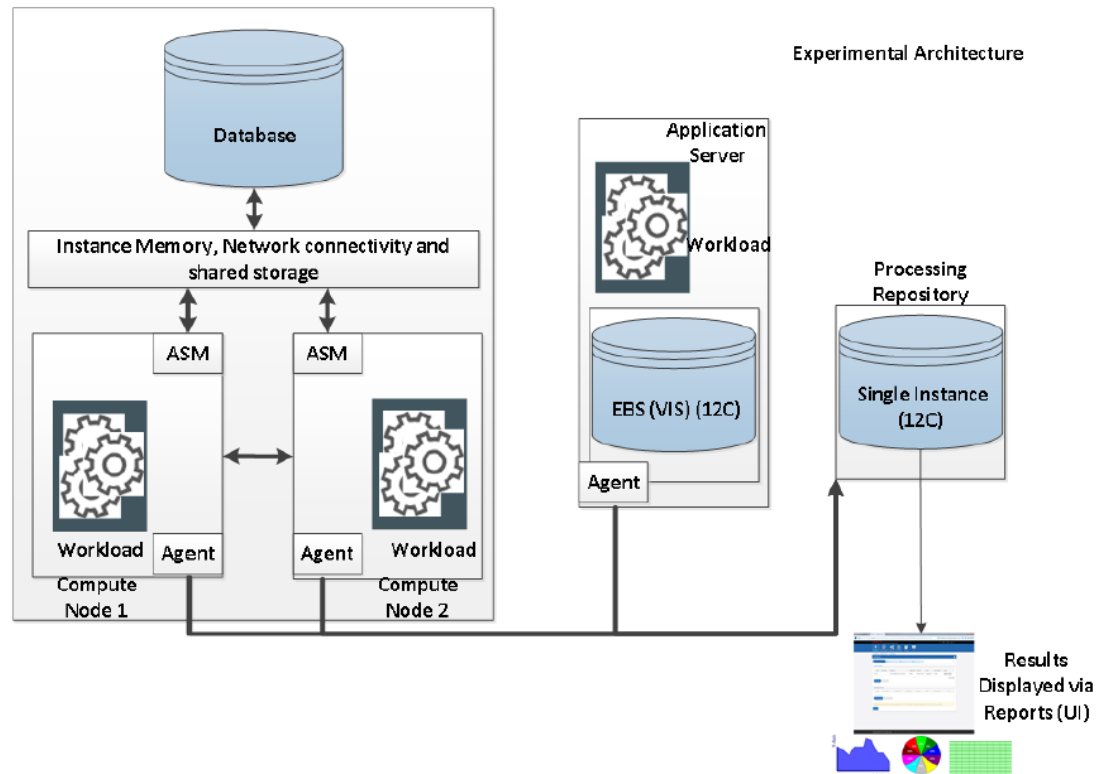 Experimental Architecture
Database
Instance Memory, Network connectivity and
shared storage
ASM
ASM
Workload
Agent
Agent
Workload
Compute
Node 1
Compute
Node 2
Application
Server
Workload
EBS (VIS) (12C)
Agent
Processing
Repository
Single Instance
(12C)
Results
Displayed via
Reports (UI)